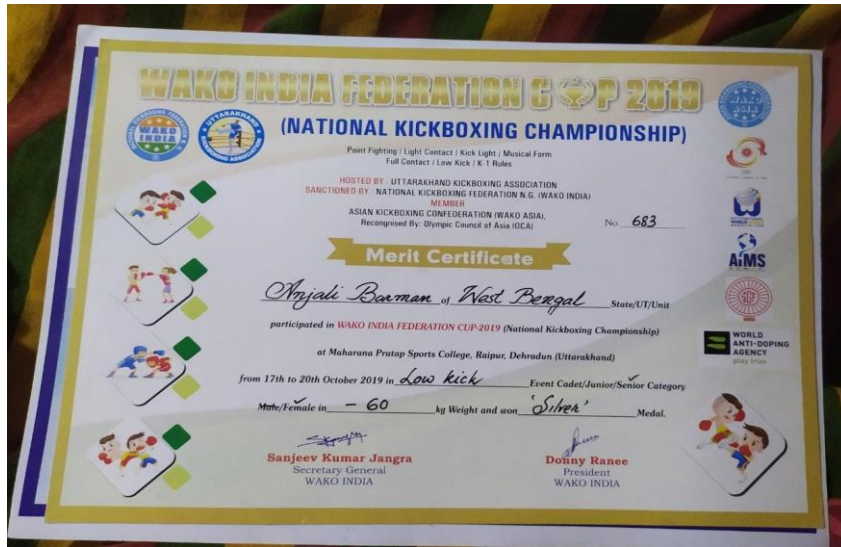 WAKO INDIA FEDERATION CUP 2019
(NATIONAL KICKBOXING CHAMPIONSHIP)
Point Fighting / Light Contact / Kick Light / Musical Form
Full Contact / Low Kick / K-1 Rules
HOSTED BY : UTTARAKHAND KICKBOXING ASSOCIATION
SANCTIONED BY : NATIONAL KICKBOXING FEDERATION N.G. (WAKO INDIA)
MEMBER
ASIAN KICKBOXING CONFEDERATION (WAKO ASIA),
Recangnised By: Olympic Council of Asia (OCA)
No 683
Merit Certificate
Anjali Barman of West Bengal State/UT/Unit
participated in WAKO INDIA FEDERATION CUP-2019 (National Kickboxing Championship)
at Maharana Pratap Sports College, Raipur, Dehradun (Uttarakhand)
from 17th to 20th October 2019 in Low kick Event Cadet/Junior/Senior Category
Male/Female in - 60 kg Weight and won 'Silver' Medal.
Sanjeev Kumar Jangra
Secretary General
WAKO INDIA
Donny Ranee
President
WAKO INDIA
WAKO INDIA
UTTARAKHAND
KICKBOXING ASSOCIATION
WAKO
ASIA
AIMS
WORLD
ANTI-DOPING
AGENCY
play true